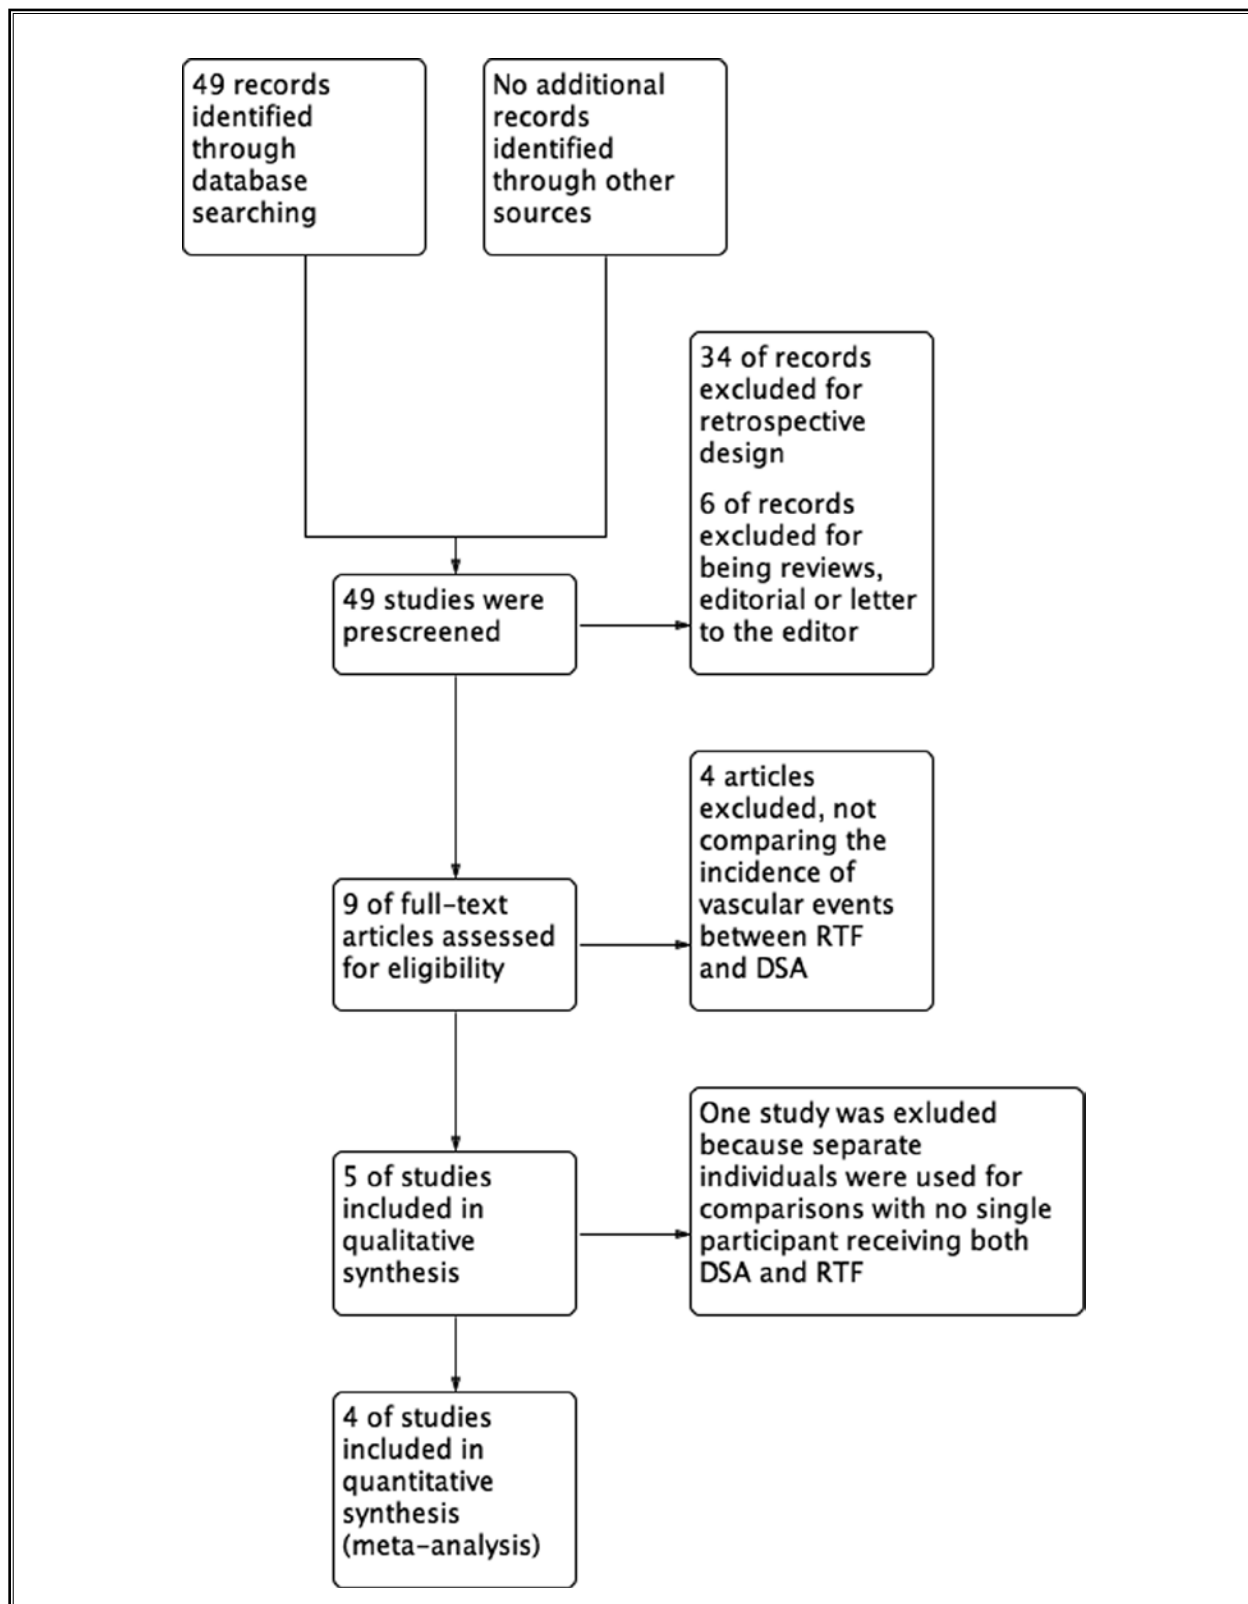 49 records
identified
through
database
searching
No additional
records
identified
through other
sources
34 of records
excluded for
retrospective
design
6 of records
excluded for
being reviews,
editorial or letter
to the editor
49 studies were
prescreened
4 articles
excluded, not
comparing the
incidence of
vascular events
between RTF
and DSA
9 of full-text
articles assessed
for eligibility
One study was exluded
because separate
individuals were used for
comparisons with no single
participant receiving both
DSA and RTF
5 of studies
included in
qualitative
synthesis
4 of studies
included in
quantitative
synthesis
(meta-analysis)